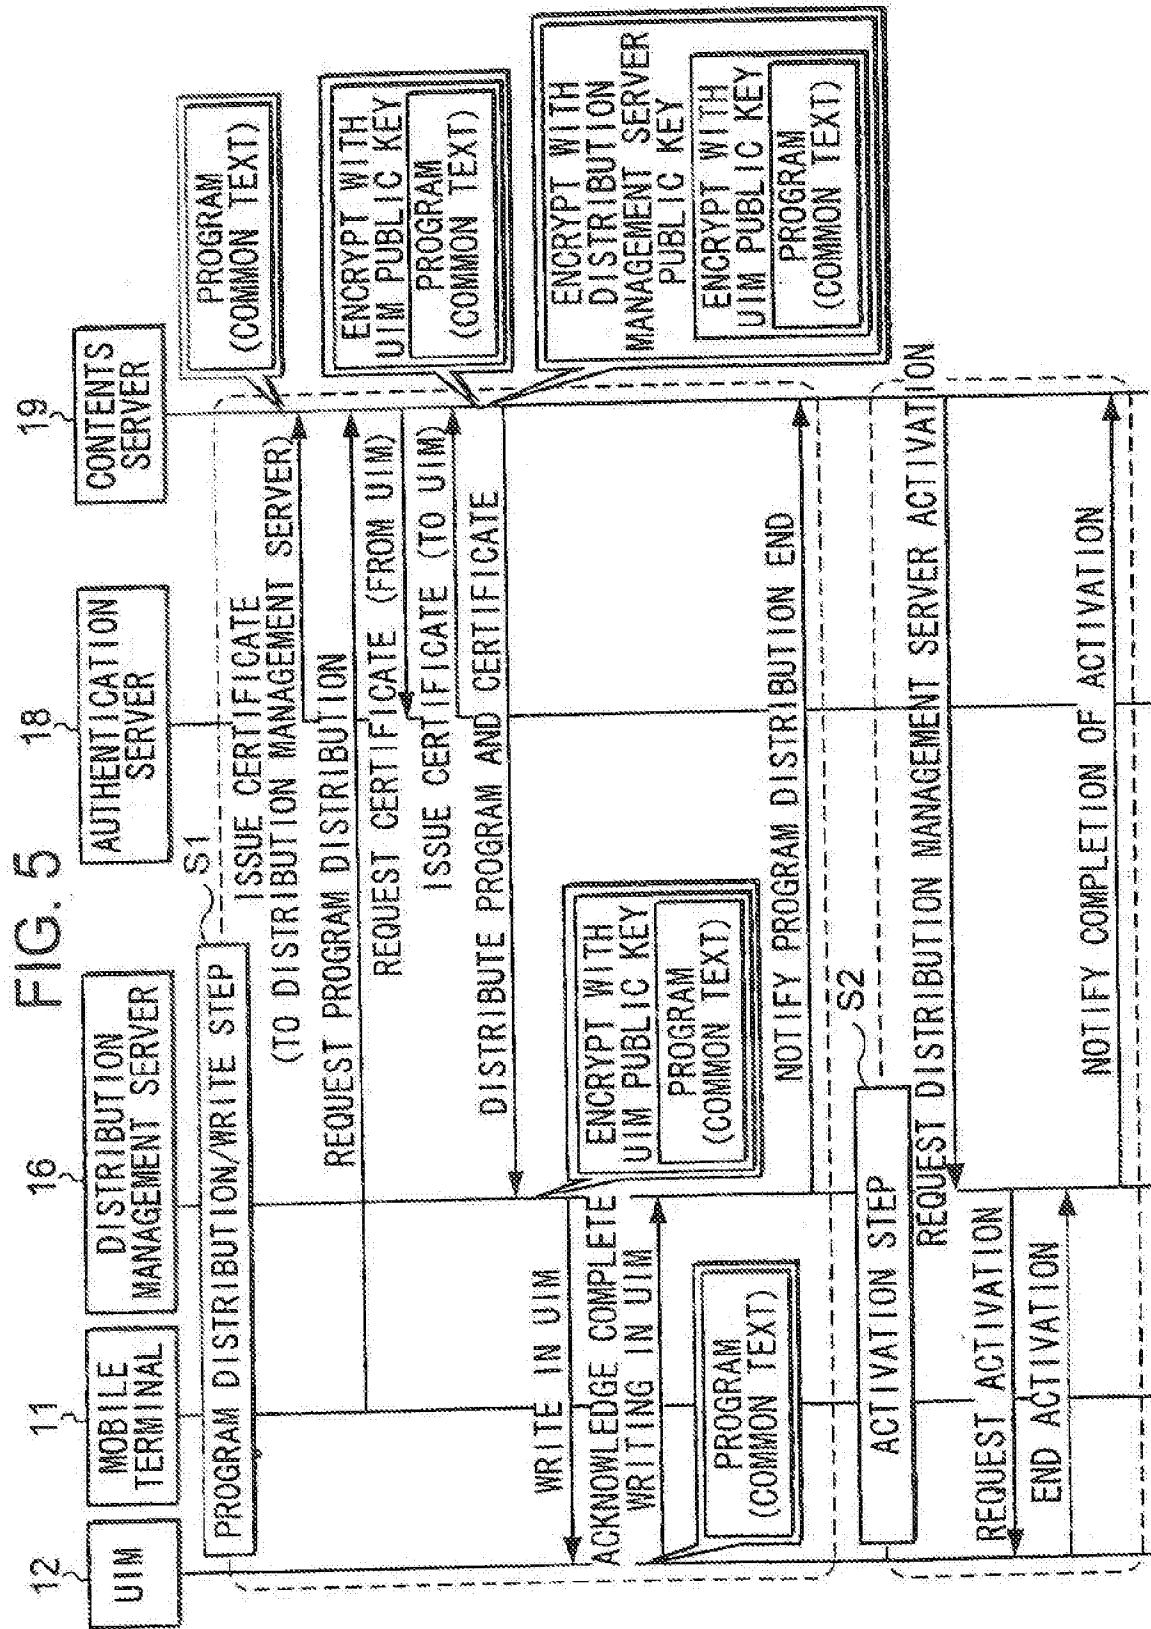 FIG. 5
12
UIM
11
MOBILE
TERMINAL
16
DISTRIBUTION
MANAGEMENT SERVER
18
AUTHENTICATION
SERVER
19
CONTENTS
SERVER
PROGRAM DISTRIBUTION/WRITE STEP
S1
PROGRAM
(COMMON TEXT)
ISSUE CERTIFICATE
(TO DISTRIBUTION MANAGEMENT SERVER)
REQUEST PROGRAM DISTRIBUTION
REQUEST CERTIFICATE (FROM UIM)
ENCRYPT WITH
UIM PUBLIC KEY
PROGRAM
(COMMON TEXT)
ISSUE CERTIFICATE (TO UIM)
DISTRIBUTE PROGRAM AND CERTIFICATE
ENCRYPT WITH
DISTRIBUTION
MANAGEMENT SERVER
PUBLIC KEY
ENCRYPT WITH
UIM PUBLIC KEY
PROGRAM
(COMMON TEXT)
WRITE IN UIM
ENCRYPT WITH
UIM PUBLIC KEY
PROGRAM
(COMMON TEXT)
ACKNOWLEDGE COMPLETE
WRITING IN UIM
PROGRAM
(COMMON TEXT)
NOTIFY PROGRAM DISTRIBUTION END
ACTIVATION STEP
S2
REQUEST DISTRIBUTION MANAGEMENT SERVER ACTIVATION
REQUEST ACTIVATION
END ACTIVATION
NOTIFY COMPLETION OF ACTIVATION